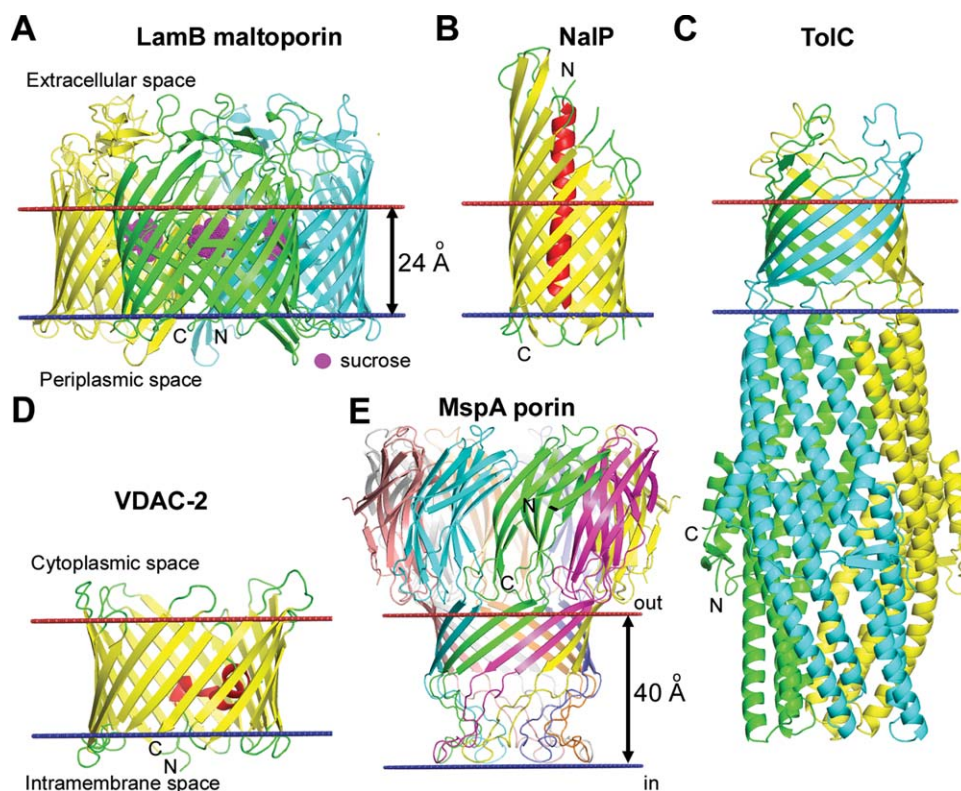 A
LamB maltoporin
Extracellular space
24 Å
C N
sucrose
Periplasmic space
B
NalP
N
C
C
TolC
C
N
D
VDAC-2
Cytoplasmic space
C
N
Intramembrane space
E
MspA porin
N
C
out
40 Å
in